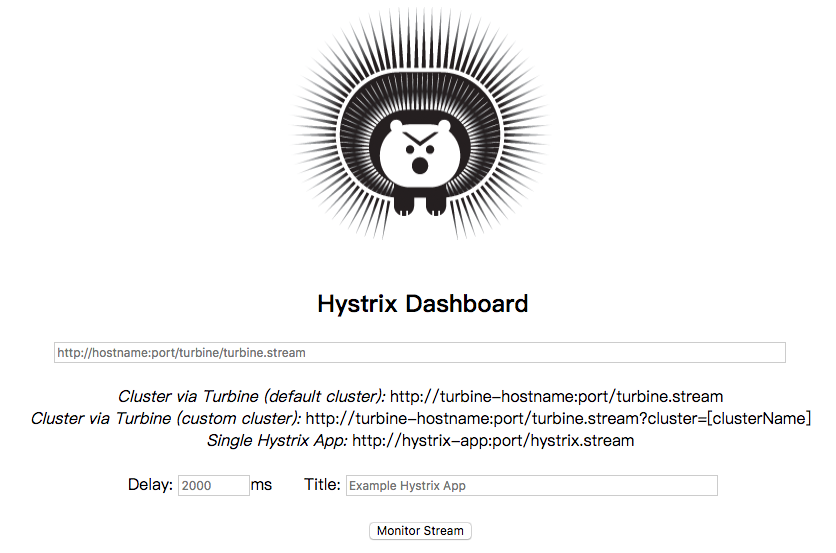 Hystrix Dashboard
http://hostname:port/turbine/turbine.stream
Cluster via Turbine (default cluster): http://turbine-hostname:port/turbine.stream
Cluster via Turbine (custom cluster): http://turbine-hostname:port/turbine.stream?cluster=[clusterName]
Single Hystrix App: http://hystrix-app:port/hystrix.stream
Delay: 2000 ms Title: Example Hystrix App
Monitor Stream